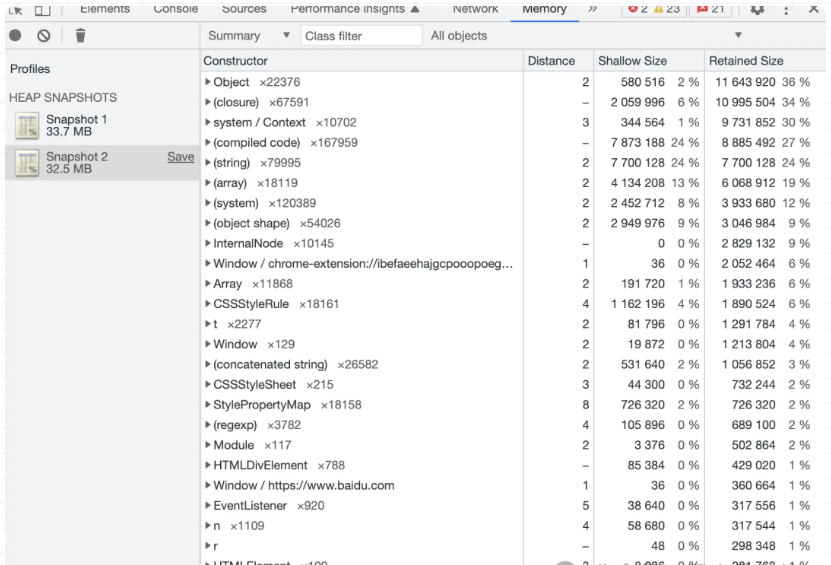 Elements Console Sources Performance insights Network Memory » 2 23 21
Summary ▼ Class filter All objects ▼
Profiles
HEAP SNAPSHOTS
Snapshot 1
33.7 MB
Snapshot 2 Save
32.5 MB
Constructor Distance Shallow Size Retained Size
Object ×22376 2 580 516 2 % 11 643 920 36 %
(closure) ×67591 – 2 059 996 6 % 10 995 504 34 %
system / Context ×10702 3 344 564 1 % 9 731 852 30 %
(compiled code) ×167959 – 7 873 188 24 % 8 885 492 27 %
(string) ×79995 2 7 700 128 24 % 7 700 128 24 %
(array) ×18119 2 4 134 208 13 % 6 068 912 19 %
(system) ×120389 2 2 452 712 8 % 3 933 680 12 %
(object shape) ×54026 2 2 949 976 9 % 3 046 984 9 %
InternalNode ×10145 – 0 0 % 2 829 132 9 %
Window / chrome-extension://ibefaeehajgcpooopoeg… 1 36 0 % 2 052 464 6 %
Array ×11868 2 191 720 1 % 1 933 236 6 %
CSSStyleRule ×18161 4 1 162 196 4 % 1 890 524 6 %
t ×2277 2 81 796 0 % 1 291 784 4 %
Window ×129 2 19 872 0 % 1 213 804 4 %
(concatenated string) ×26582 2 531 640 2 % 1 056 852 3 %
CSSStyleSheet ×215 3 44 300 0 % 732 244 2 %
StylePropertyMap ×18158 8 726 320 2 % 726 320 2 %
(regexp) ×3782 4 105 896 0 % 689 100 2 %
Module ×117 2 3 376 0 % 502 864 2 %
HTMLDivElement ×788 – 85 384 0 % 429 020 1 %
Window / https://www.baidu.com 1 36 0 % 360 664 1 %
EventListener ×920 5 38 640 0 % 317 556 1 %
n ×1109 4 58 680 0 % 317 544 1 %
r – 48 0 % 298 348 1 %